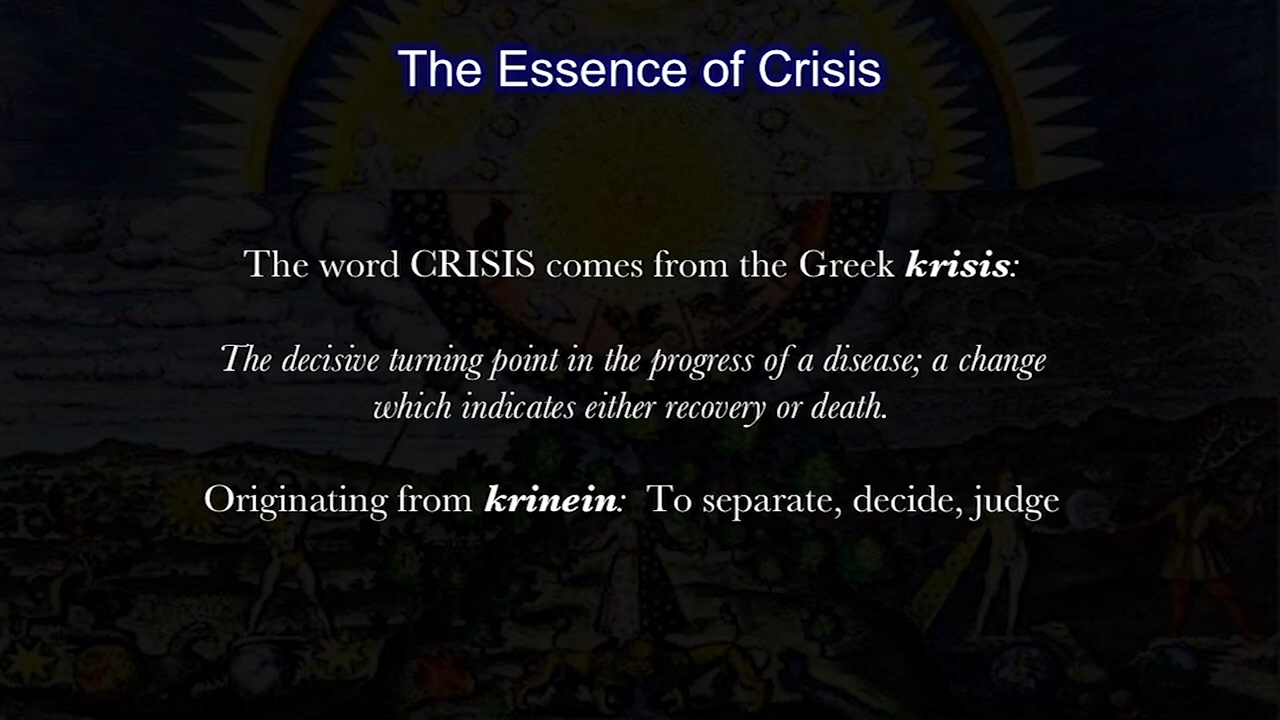 The Essence of Crisis
The word CRISIS comes from the Greek krisis:
The decisive turning point in the progress of a disease; a change
which indicates either recovery or death.
Originating from krinein: To separate, decide, judge